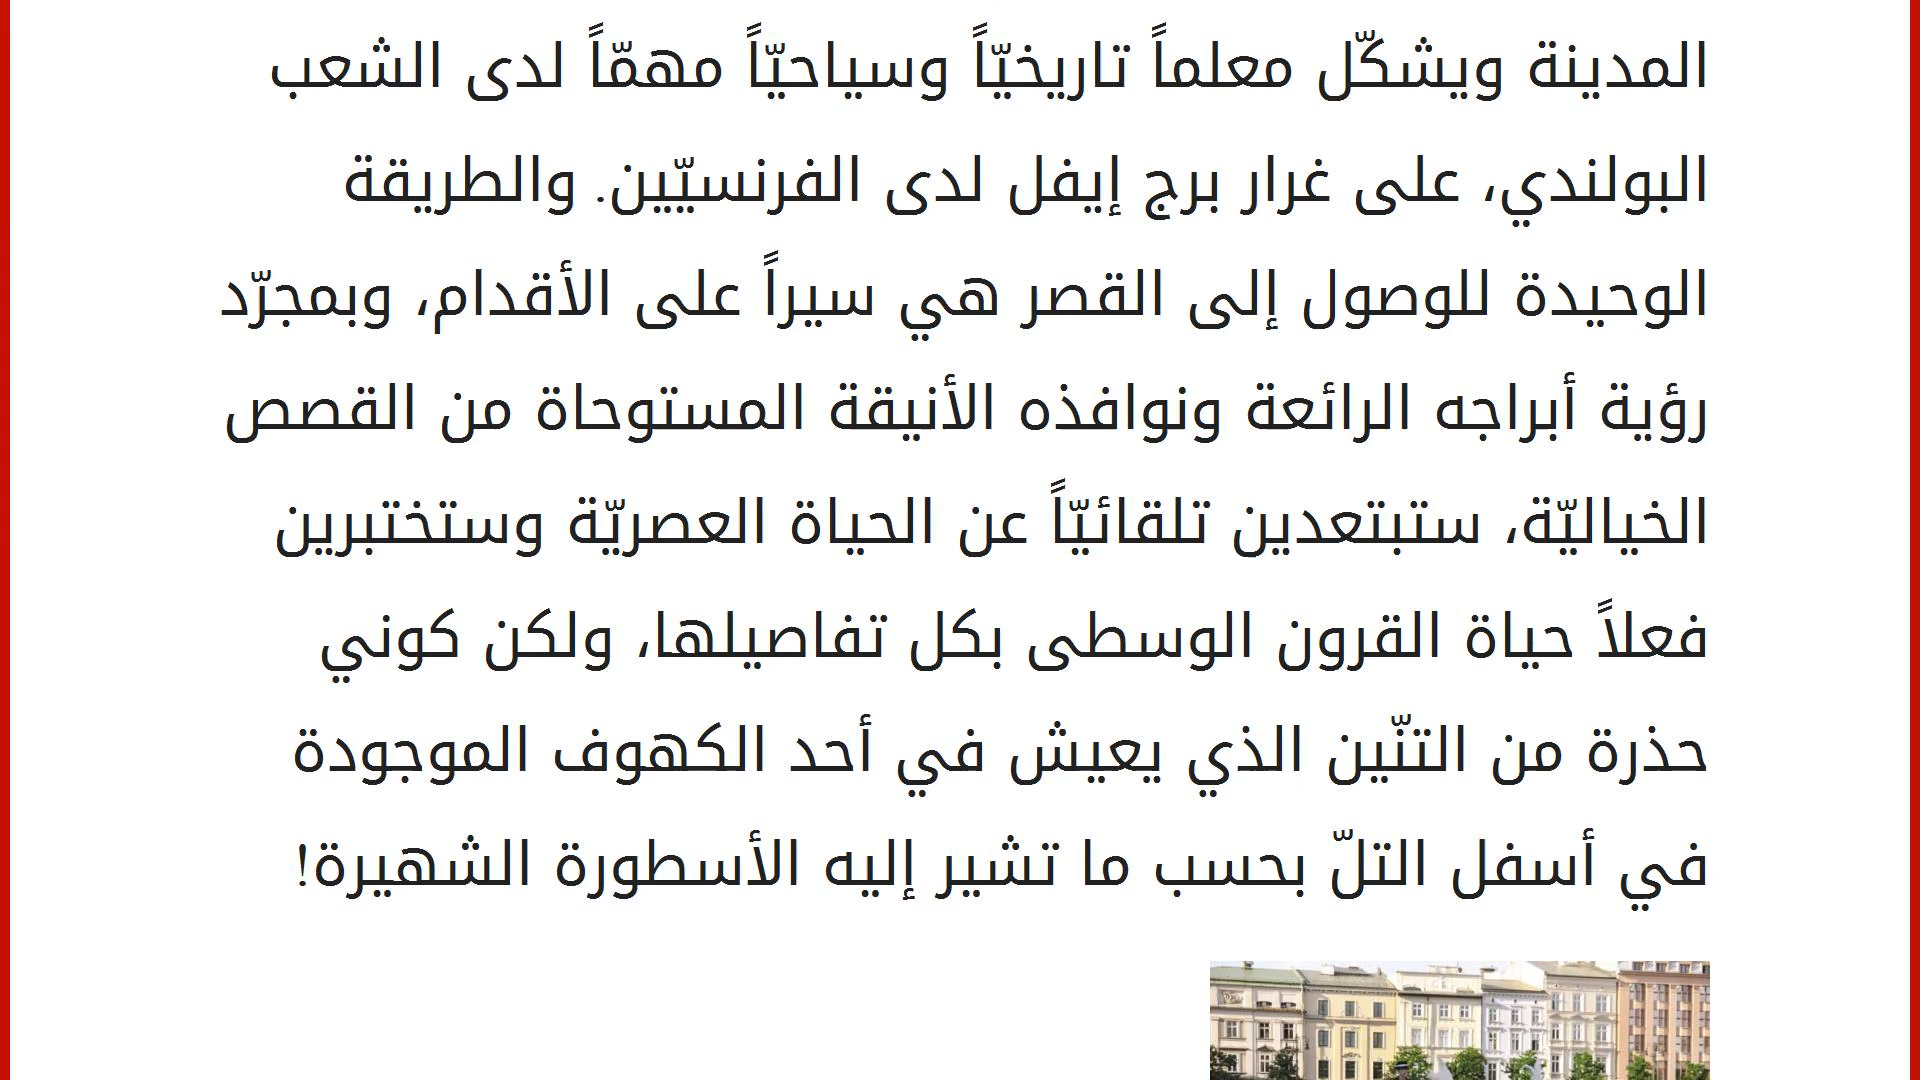 المدينة ويشكّل معلماً تاريخيّاً وسياحيّاً مهمّاً لدى الشعب
البولندي، على غرار برج إيفل لدى الفرنسيّين. والطريقة
الوحيدة للوصول إلى القصر هي سيراً على الأقدام، وبمجرّد
رؤية أبراجه الرائعة ونوافذه الأنيقة المستوحاة من القصص
الخياليّة، ستبتعدين تلقائيّاً عن الحياة العصريّة وستختبرين
فعلاً حياة القرون الوسطى بكل تفاصيلها، ولكن كوني
حذرة من التنّين الذي يعيش في أحد الكهوف الموجودة
في أسفل التلّ بحسب ما تشير إليه الأسطورة الشهيرة!